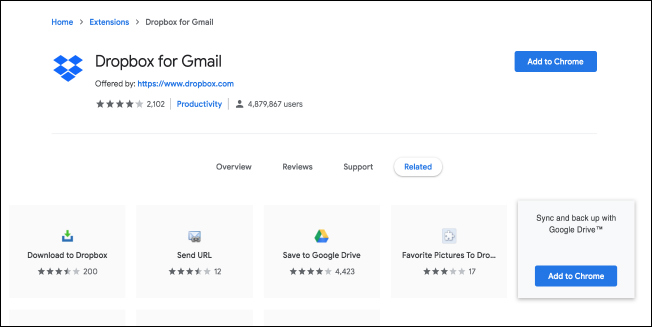 Home > Extensions > Dropbox for Gmail
Dropbox for Gmail
Add to Chrome
Offered by: https://www.dropbox.com
2,102 | Productivity | 4,879,867 users
Overview Reviews Support Related
Download to Dropbox
200
Send URL
12
Save to Google Drive
4,423
Favorite Pictures To Dro...
17
Sync and back up with
Google Drive™
Add to Chrome